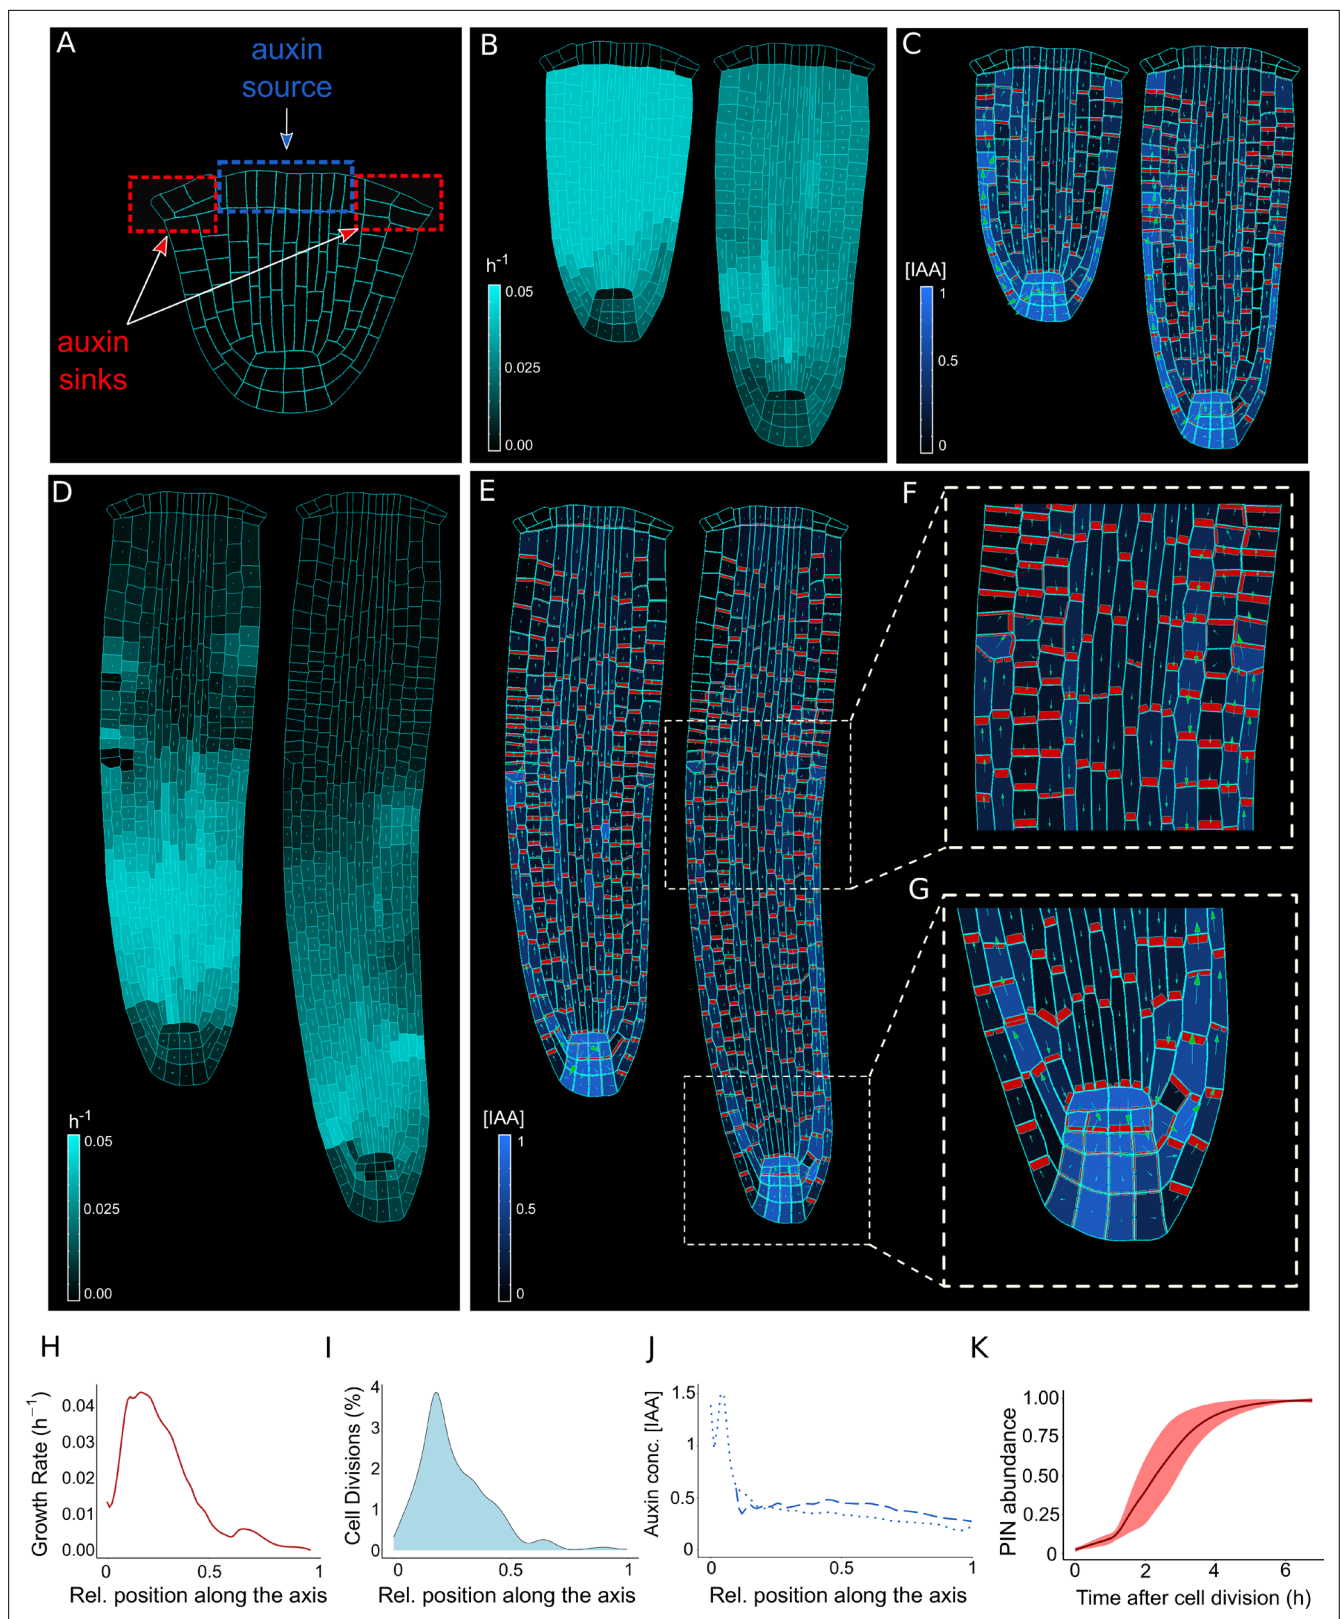 A
auxin
source
auxin
sinks
B
h⁻¹
0.05
0.025
0.00
C
[IAA]
1
0.5
0
D
h⁻¹
0.05
0.025
0.00
E
[IAA]
1
0.5
0
F
G
H
Growth Rate (h⁻¹)
0.04
0.03
0.02
0.01
0.00
0
0.5
1
Rel. position along the axis
I
Cell Divisions (%)
4
3
2
1
0
0
0.5
1
Rel. position along the axis
J
Auxin conc. [IAA]
1.5
1
0.5
0
0
0.5
1
Rel. position along the axis
K
PIN abundance
1.00
0.75
0.50
0.25
0
0
2
4
6
Time after cell division (h)